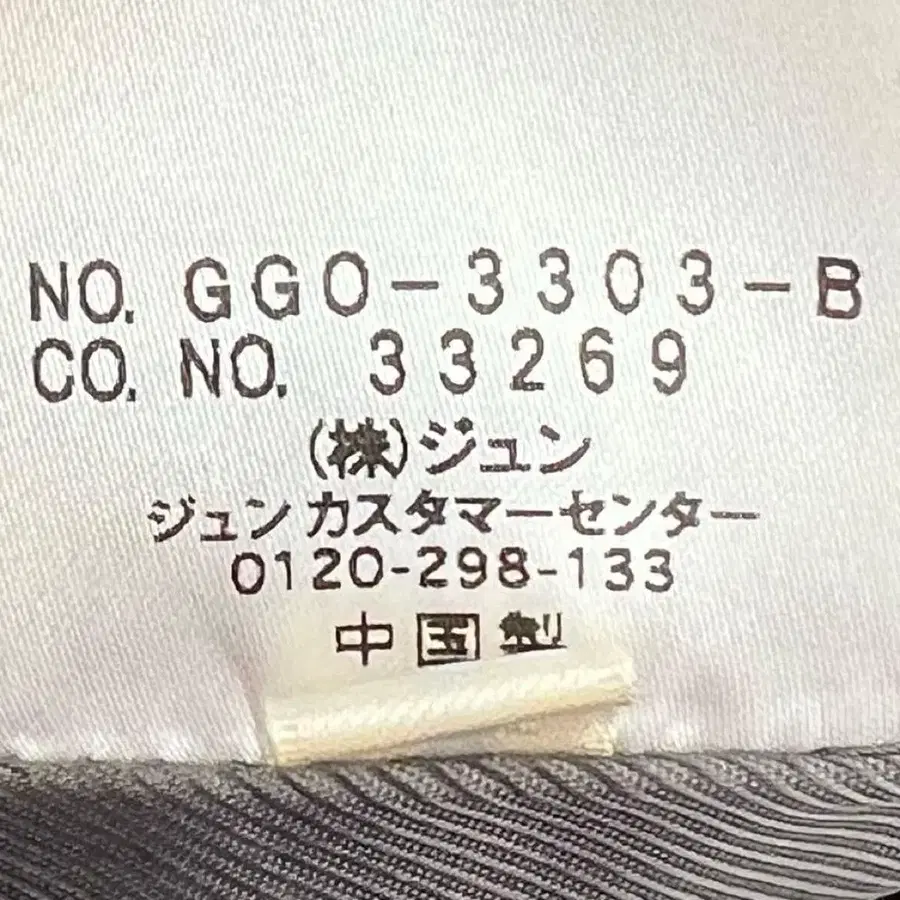 NO. GGO-3303-B
CO. NO. 33269
(株)ジュン
ジュンカスタマーセンター
0120-298-133
中国製